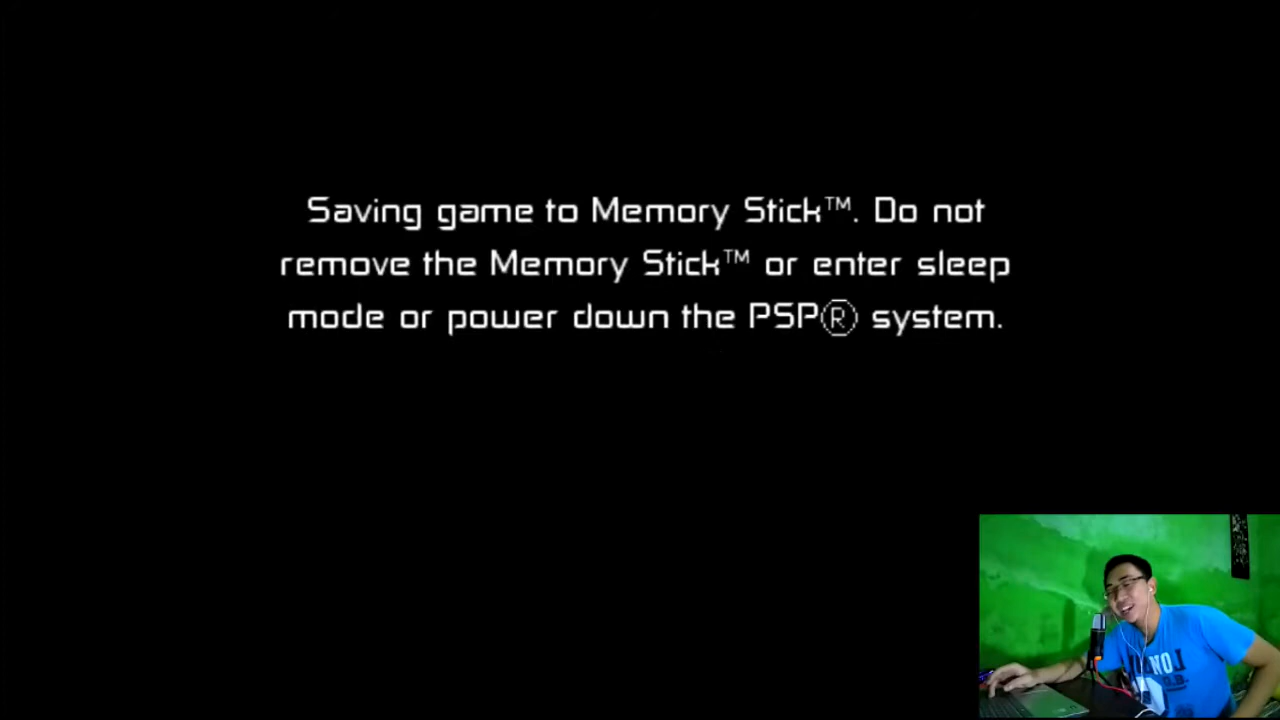 Saving game to Memory Stick™. Do not
remove the Memory Stick™ or enter sleep
mode or power down the PSP® system.